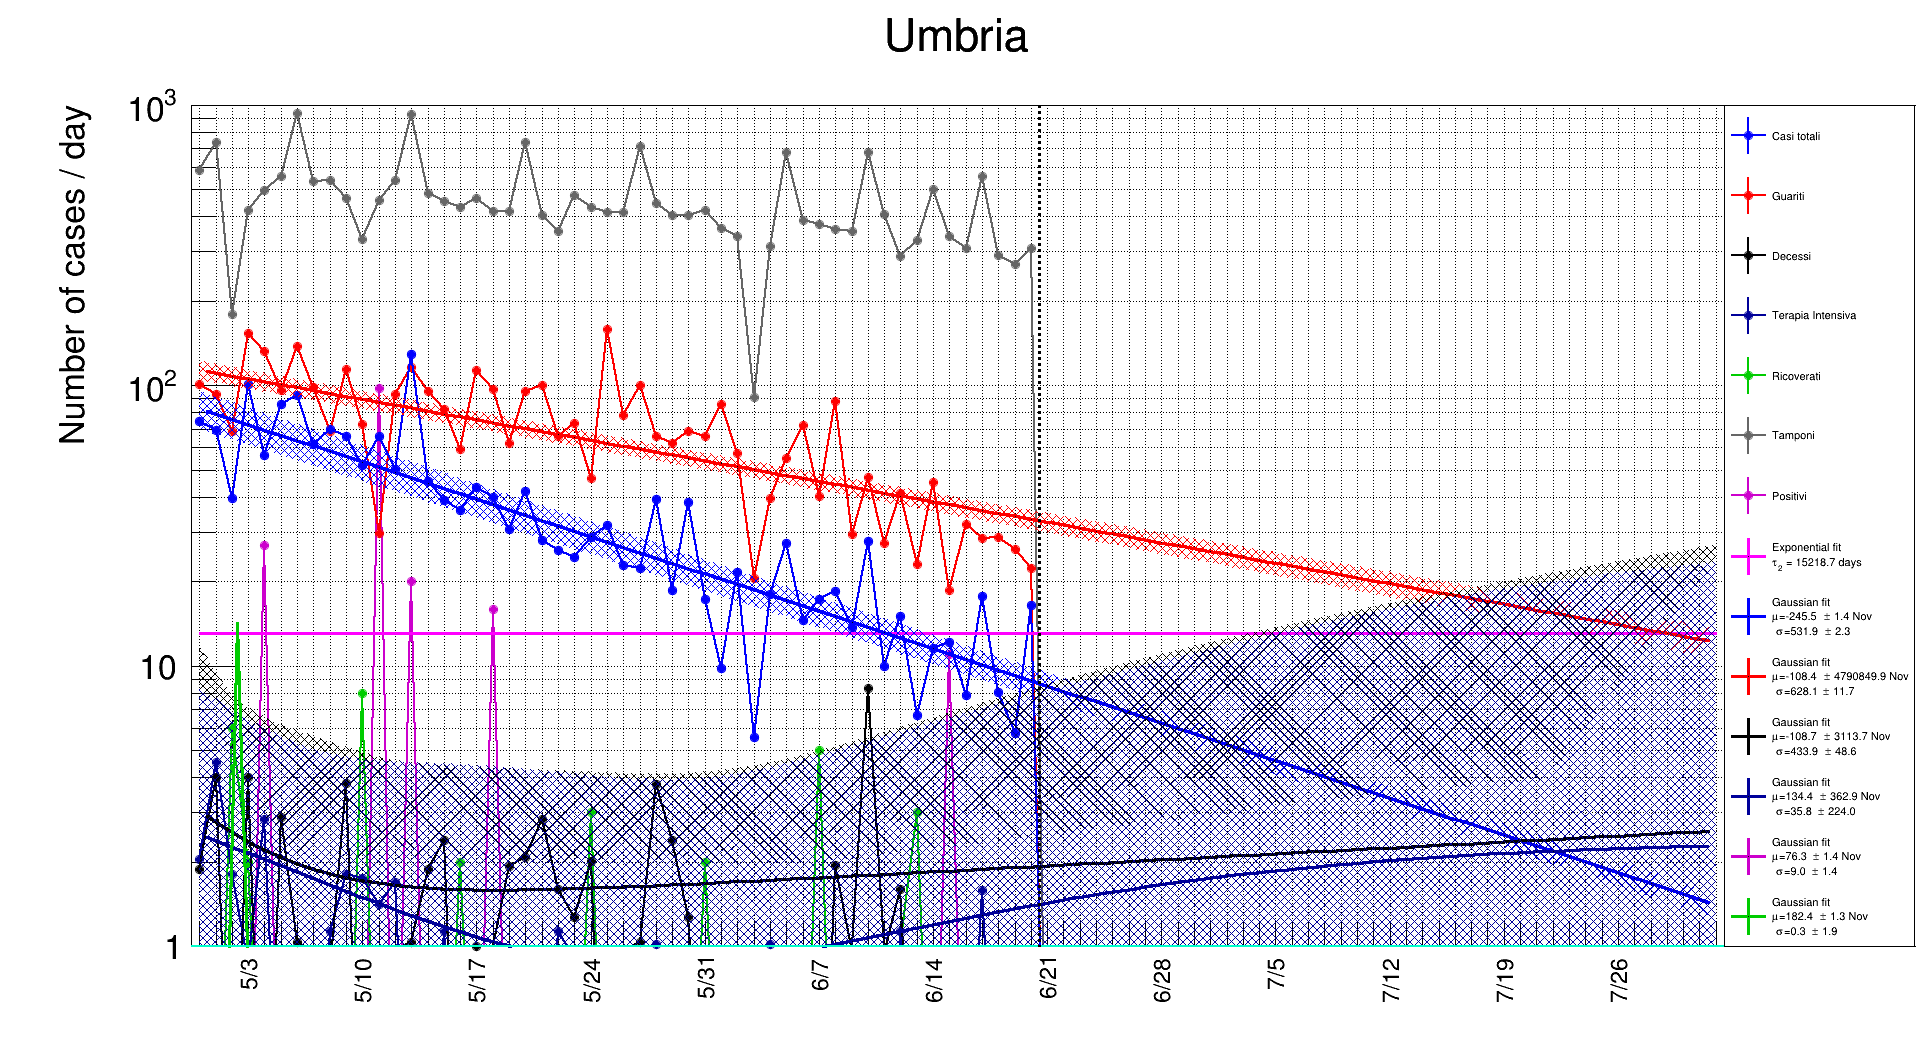 Umbria
Number of cases / day
10³
10²
10
1
5/3
5/10
5/17
5/24
5/31
6/7
6/14
6/21
6/28
7/5
7/12
7/19
7/26
Casi totali
Guariti
Decessi
Terapia Intensiva
Ricoverati
Tamponi
Positivi
Exponential fit
τ₂ = 15218.7 days
Gaussian fit
μ=-245.5 ± 1.4 Nov
σ=531.9 ± 2.3
Gaussian fit
μ=-108.4 ± 4790849.9 Nov
σ=628.1 ± 11.7
Gaussian fit
μ=-108.7 ± 3113.7 Nov
σ=433.9 ± 48.6
Gaussian fit
μ=134.4 ± 362.9 Nov
σ=35.8 ± 224.0
Gaussian fit
μ=76.3 ± 1.4 Nov
σ=9.0 ± 1.4
Gaussian fit
μ=182.4 ± 1.3 Nov
σ=0.3 ± 1.9